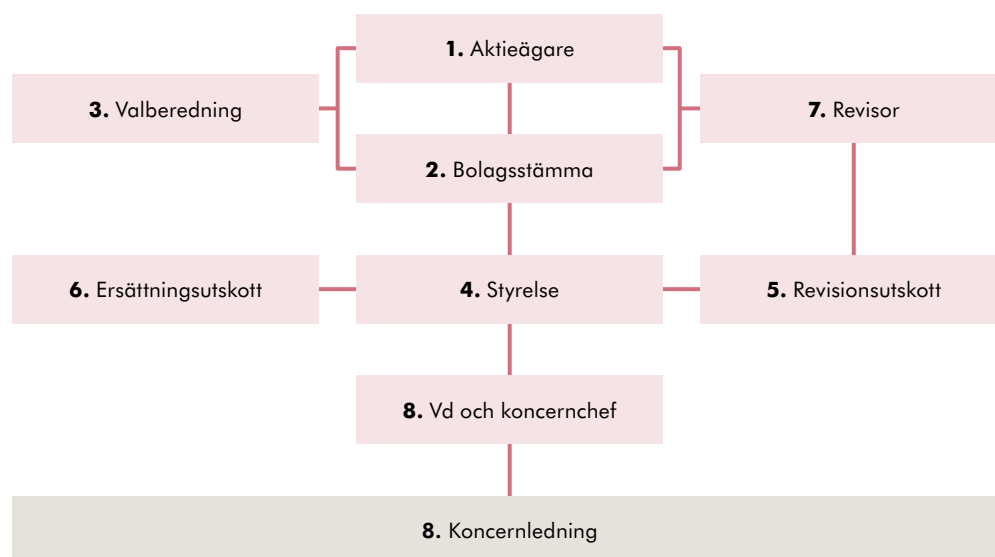 1. Aktieägare
3. Valberedning
7. Revisor
2. Bolagsstämma
6. Ersättningsutskott
4. Styrelse
5. Revisionsutskott
8. Vd och koncernchef
8. Koncernledning